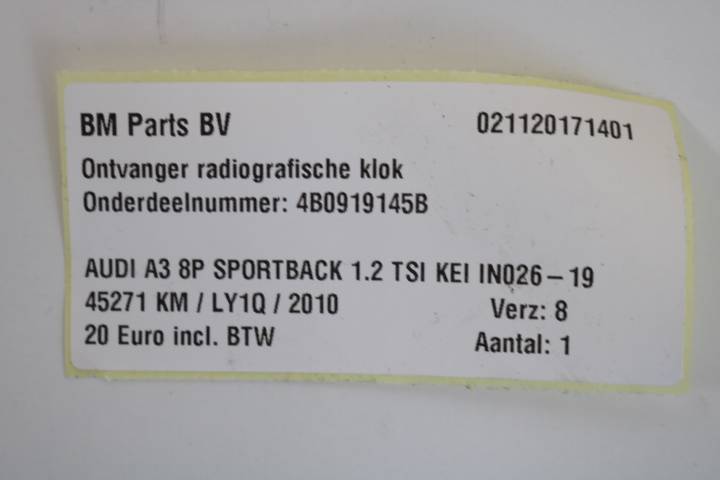 BM Parts BV 021120171401
Ontvanger radiografische klok
Onderdeelnummer: 4B0919145B
AUDI A3 8P SPORTBACK 1.2 TSI KEI IN026-19
45271 KM / LY1Q / 2010 Verz: 8
20 Euro incl. BTW Aantal: 1